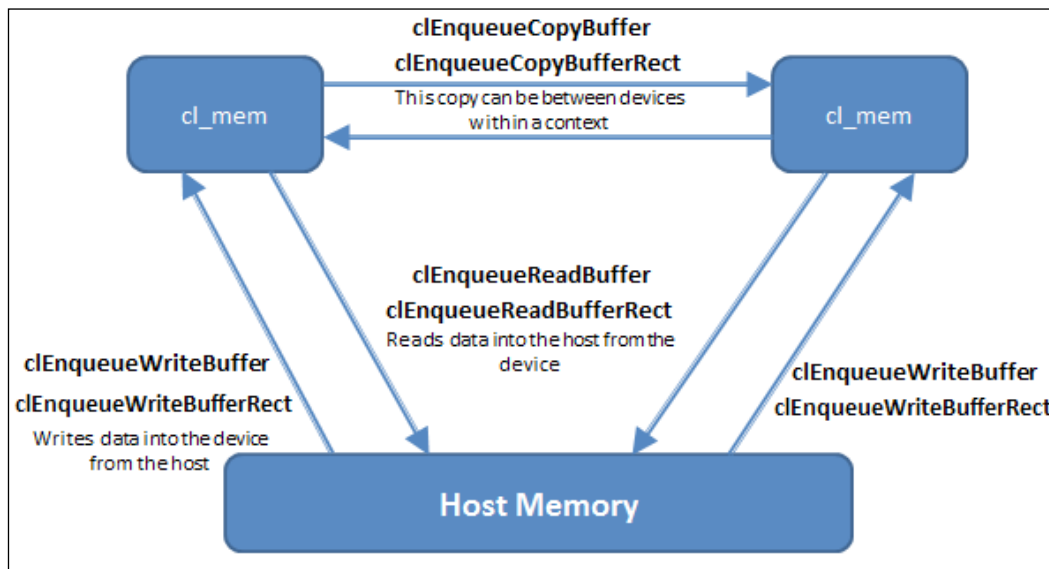 clEnqueueCopyBuffer
clEnqueueCopyBufferRect
This copy can be between devices
within a context
cl_mem
cl_mem
clEnqueueReadBuffer
clEnqueueReadBufferRect
Reads data into the host from the
device
clEnqueueWriteBuffer
clEnqueueWriteBufferRect
Writes data into the device
from the host
clEnqueueWriteBuffer
clEnqueueWriteBufferRect
Host Memory